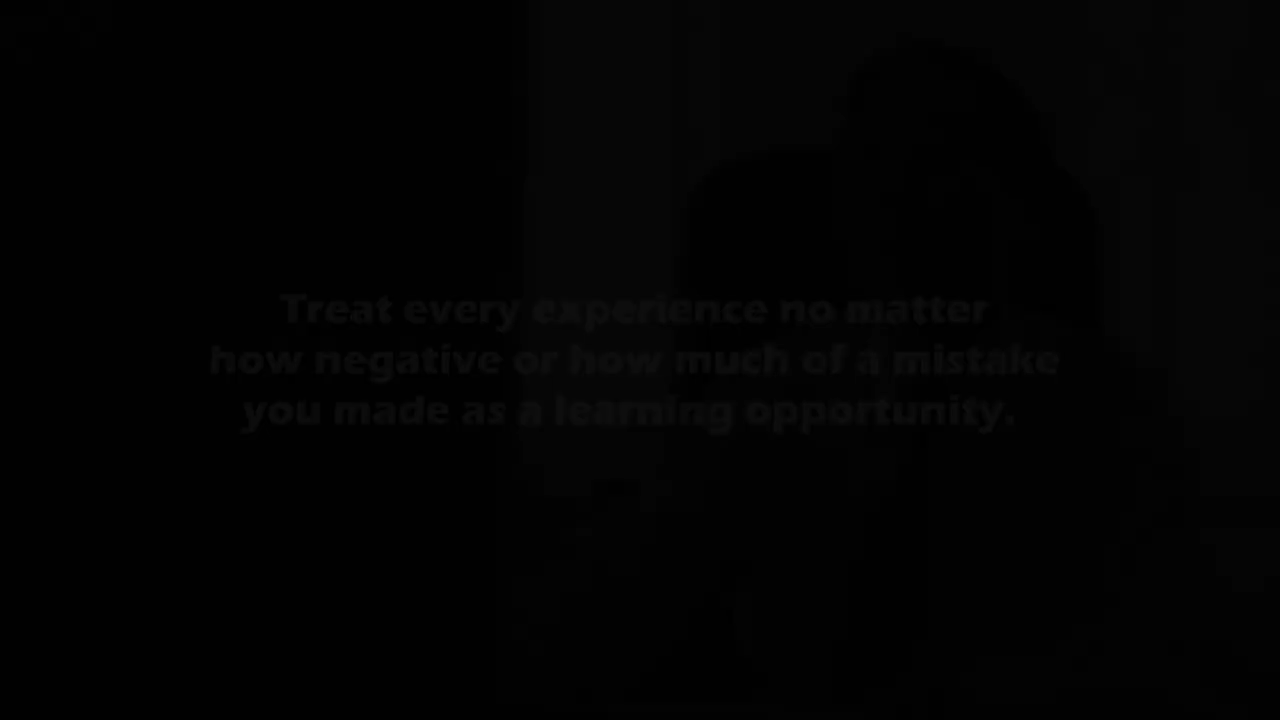 Treat every experience no matter
how negative or how much of a mistake
you made as a learning opportunity.